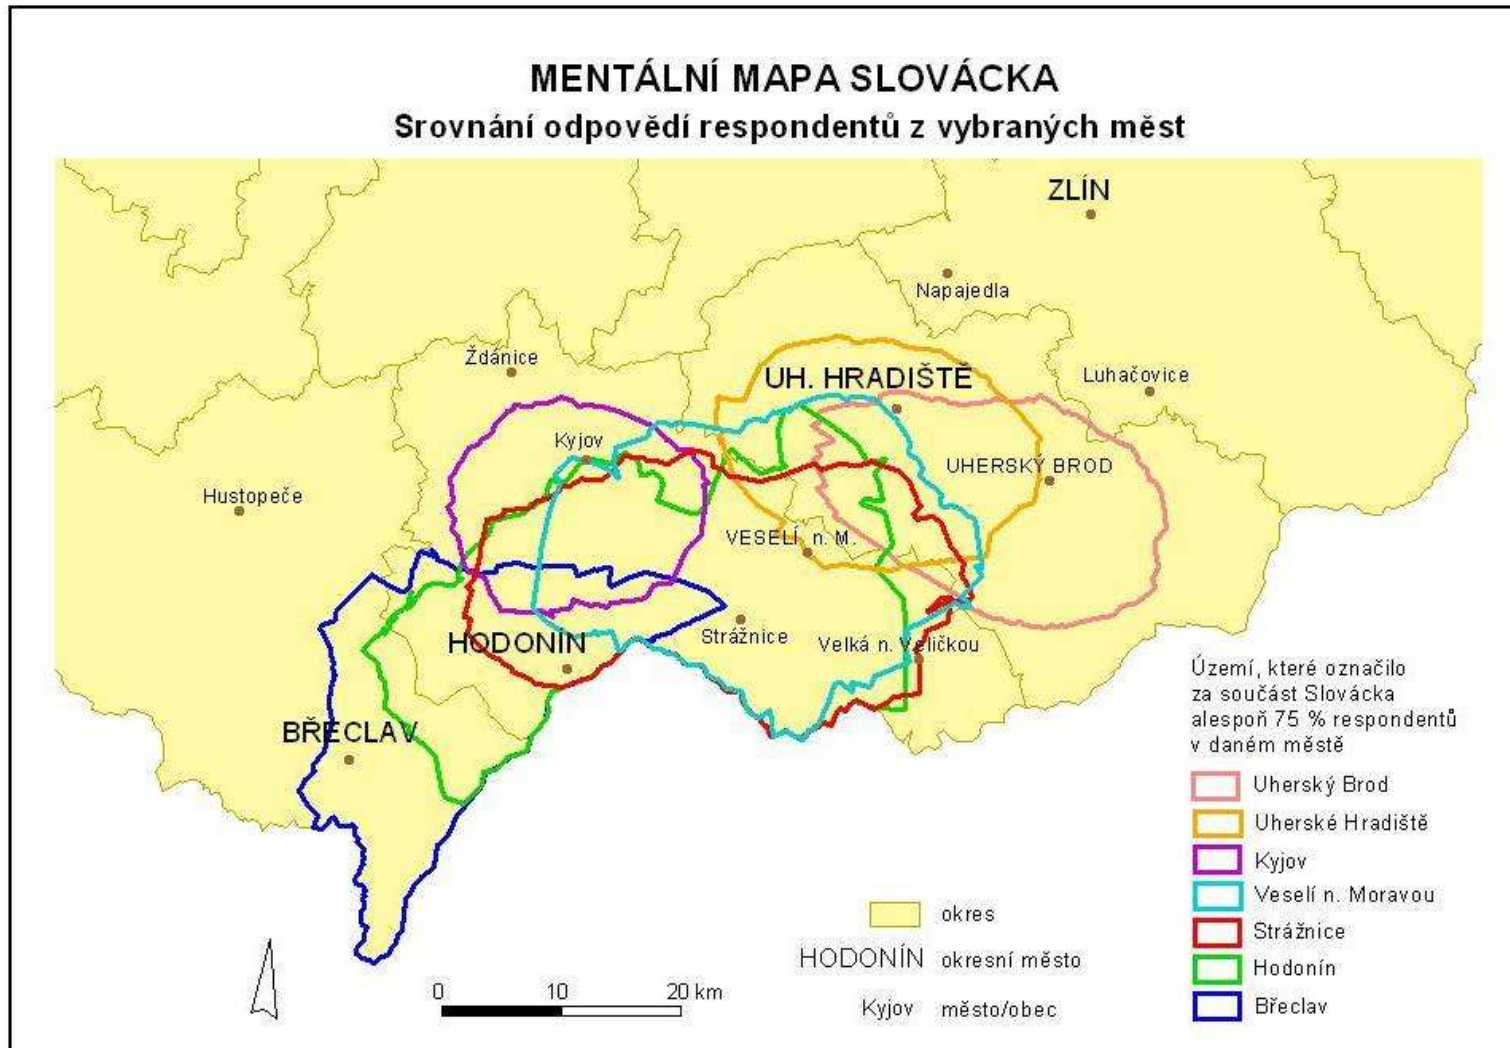 MENTÁLNÍ MAPA SLOVÁCKA
Srovnání odpovědí respondentů z vybraných měst
ZLÍN
Napajedla
Ždánice
UH. HRADIŠTĚ
Luhačovice
Kyjov
UHERSKÝ BROD
Hustopeče
VESELÍ n. M.
Strážnice
HODONÍN
Velká n. Veličkou
BŘECLAV
Území, které označilo
za součást Slovácka
alespoň 75 % respondentů
v daném městě
Uherský Brod
Uherské Hradiště
Kyjov
Veselí n. Moravou
Strážnice
Hodonín
Břeclav
okres
HODONÍN okresní město
Kyjov město/obec
0 10 20 km